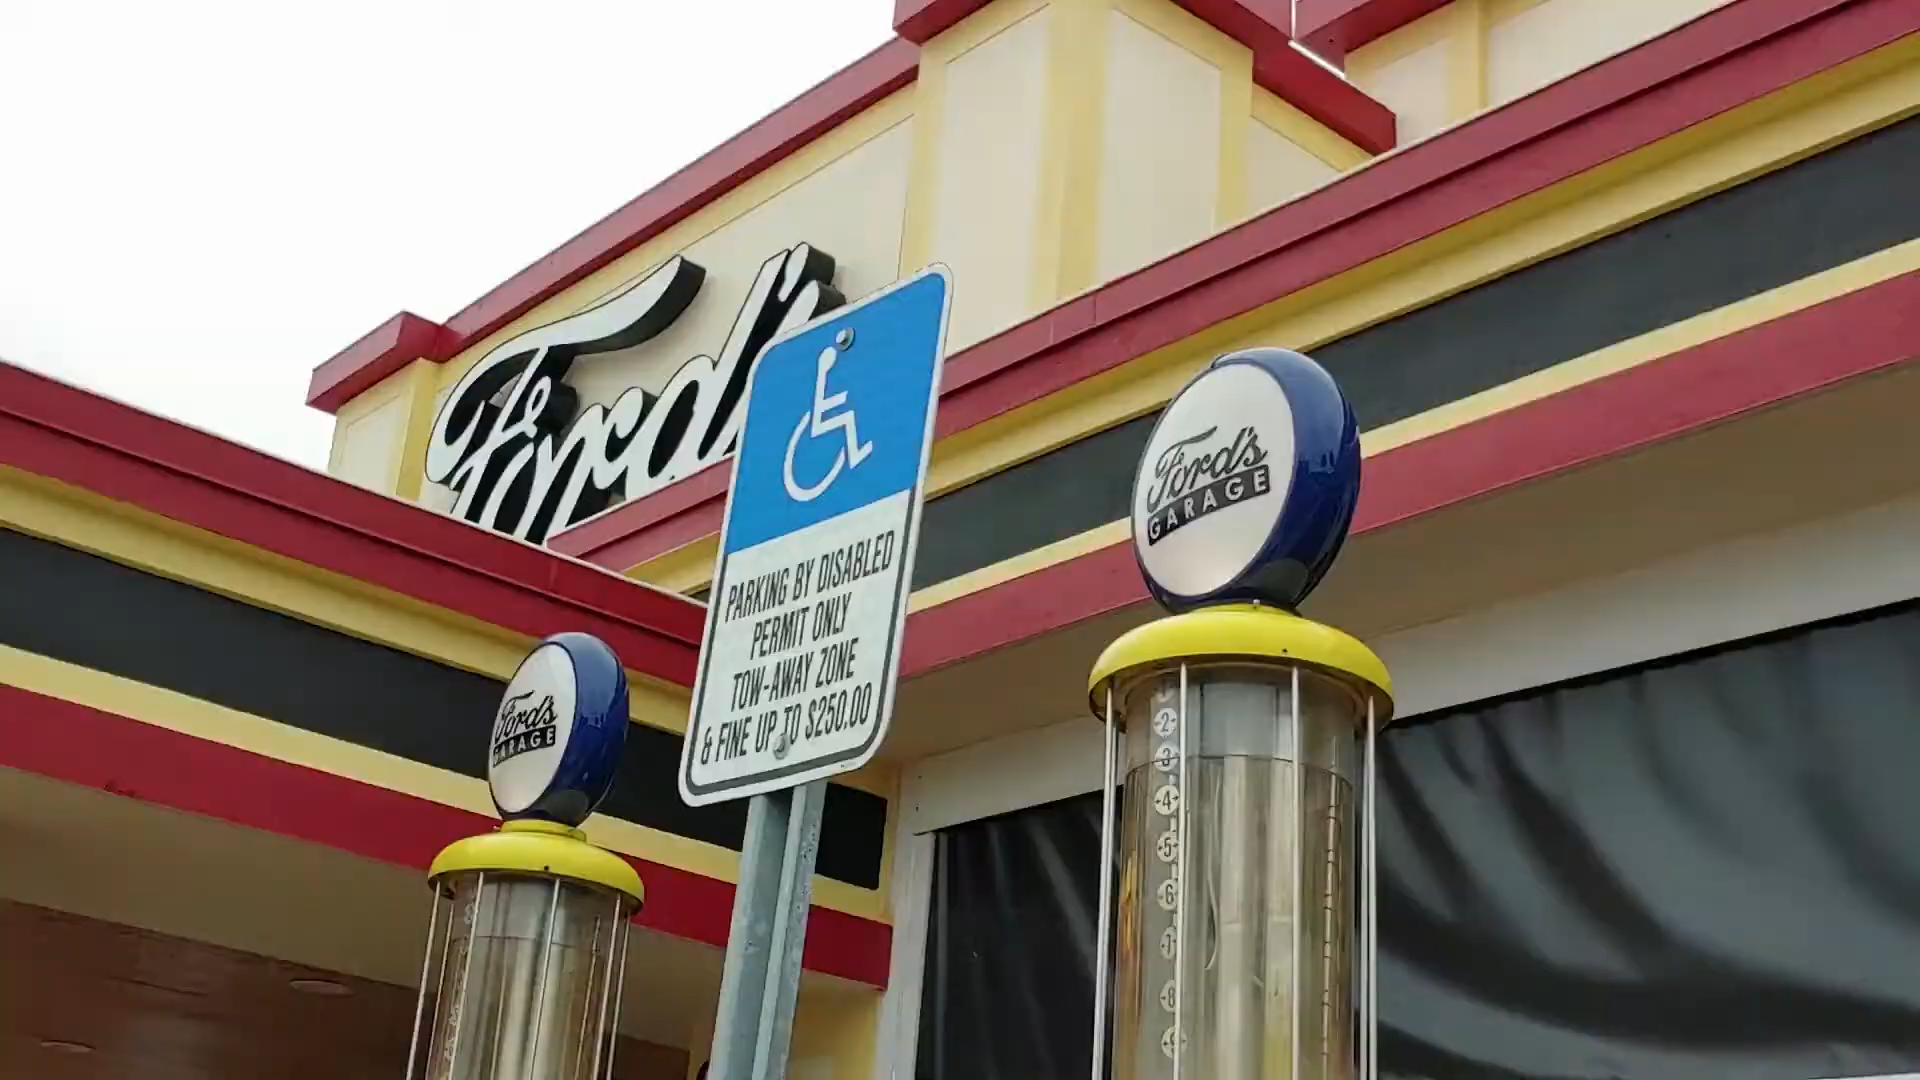 Ford's
PARKING BY DISABLED
PERMIT ONLY
TOW-AWAY ZONE
& FINE UP TO $250.00
Ford's
GARAGE
Ford's
GARAGE
2
3
4
5
6
7
8
9